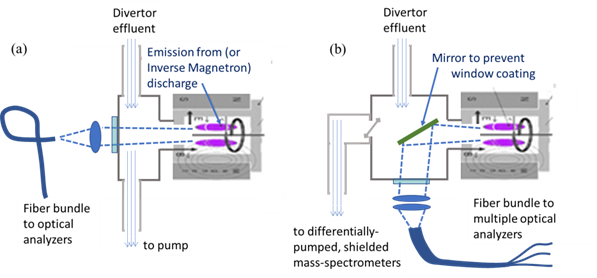 Divertor
effluent
(a)
Emission from (or
Inverse Magnetron)
discharge
Fiber bundle
to optical
analyzers
to pump
Divertor
effluent
(b)
Mirror to prevent
window coating
to differentially-
pumped, shielded
mass-spectrometers
Fiber bundle to
multiple optical
analyzers